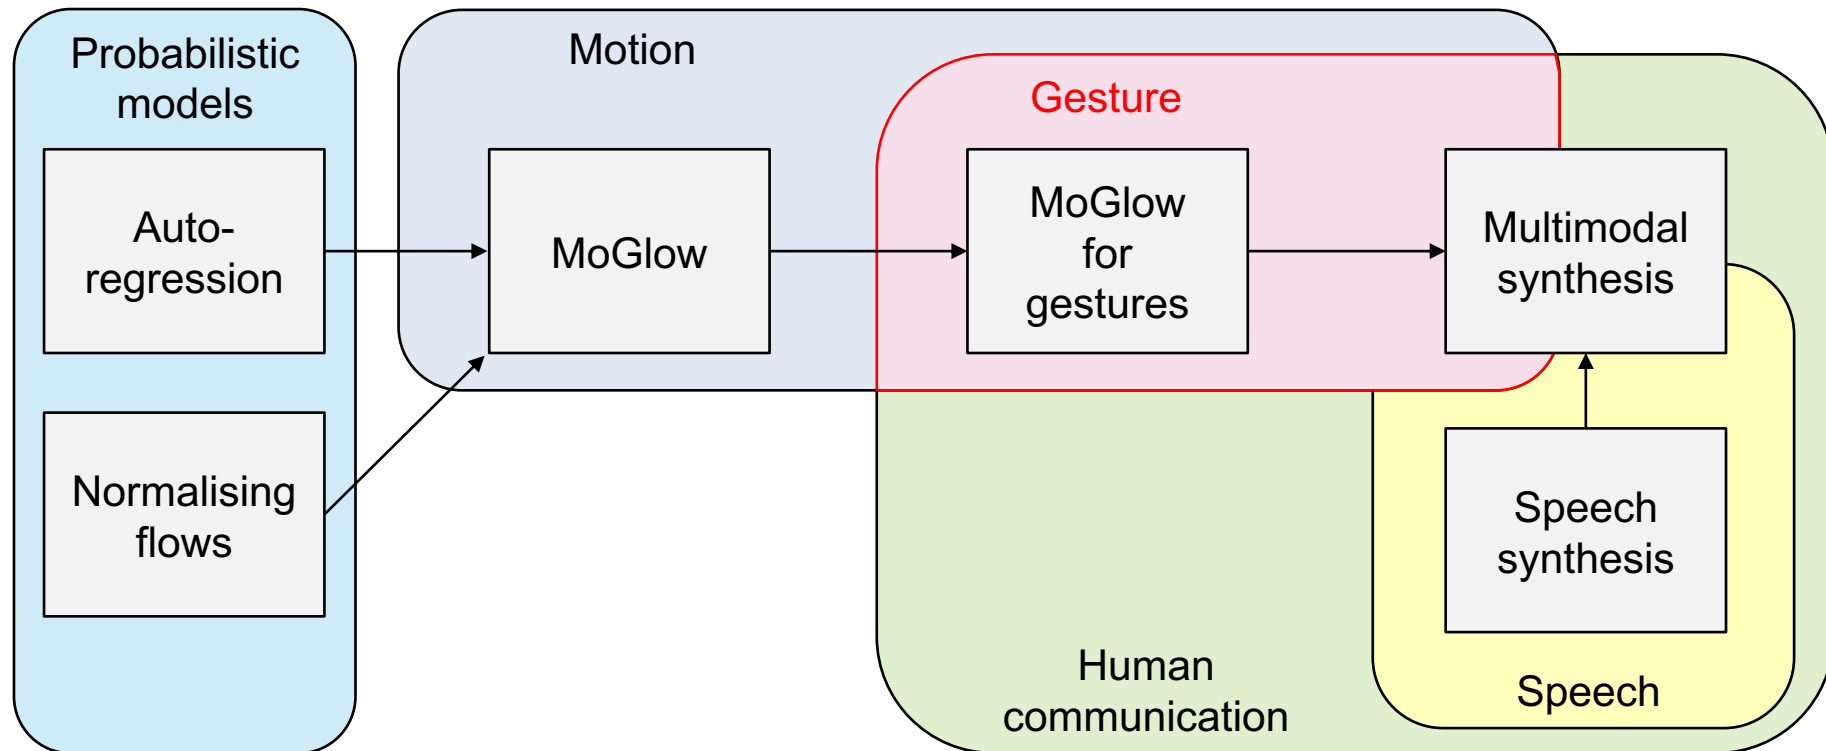 Probabilistic
models
Auto-
regression
Normalising
flows
Motion
MoGlow
Gesture
MoGlow
for
gestures
Multimodal
synthesis
Speech
synthesis
Speech
Human
communication